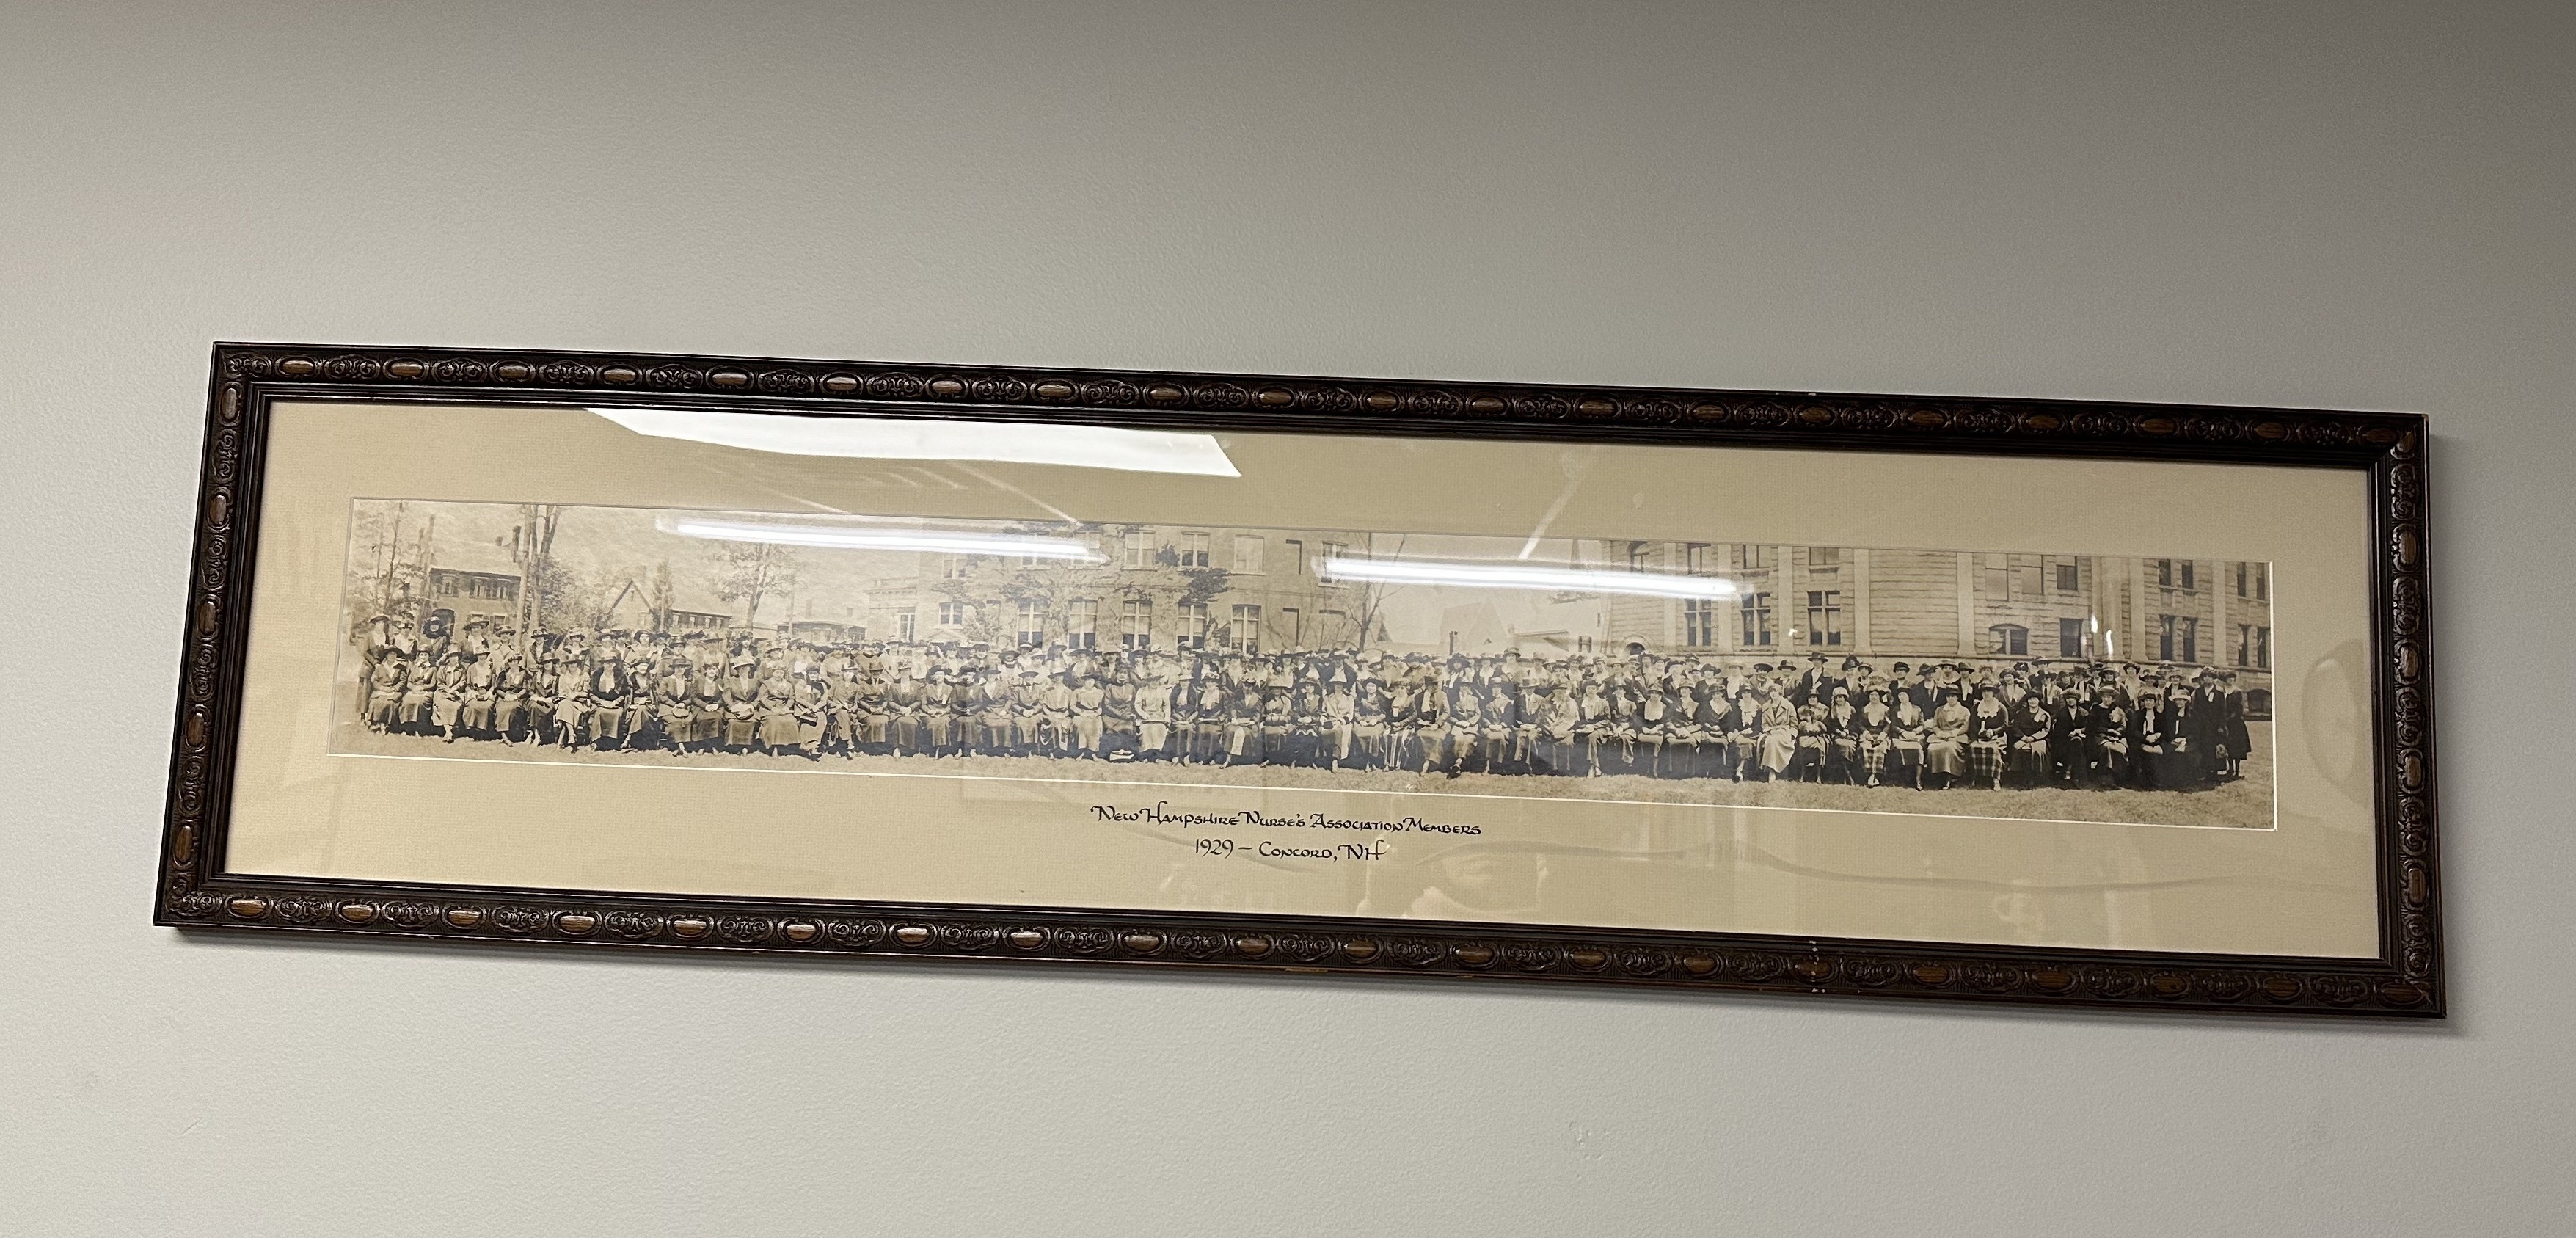 New Hampshire Nurse's Association Members
1929 – Concord, NH